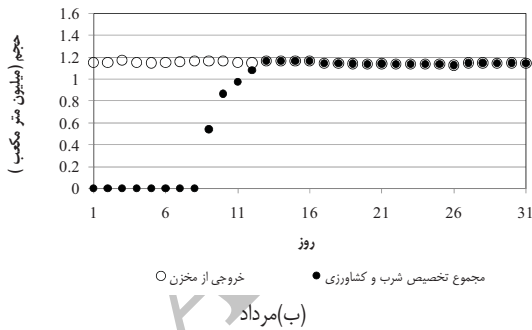 حجم (میلیون متر مکعب )
1.6
1.4
1.2
1
0.8
0.6
0.4
0.2
0
1 6 11 16 21 26 31
روز
مجموع تخصیص شرب و کشاورزی ● خروجی از مخزن ○
(ب)مرداد